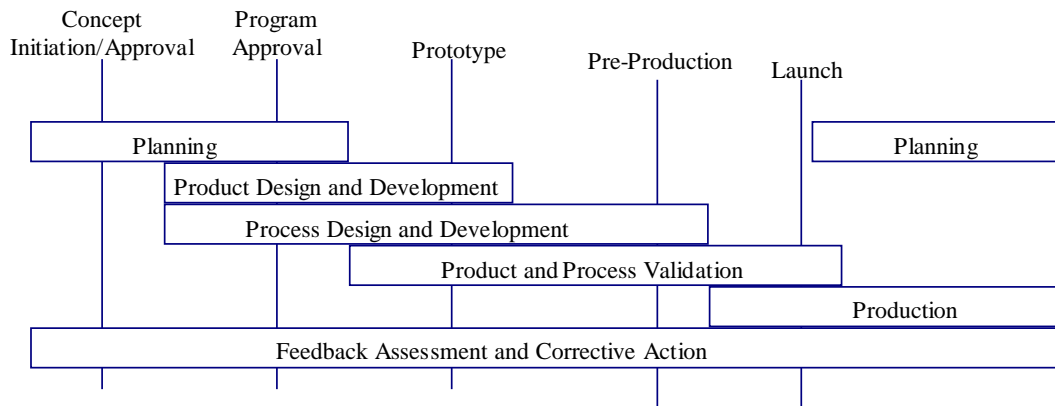 Concept
Initiation/Approval
Program
Approval
Prototype
Pre-Production
Launch
Planning
Planning
Product Design and Development
Process Design and Development
Product and Process Validation
Production
Feedback Assessment and Corrective Action